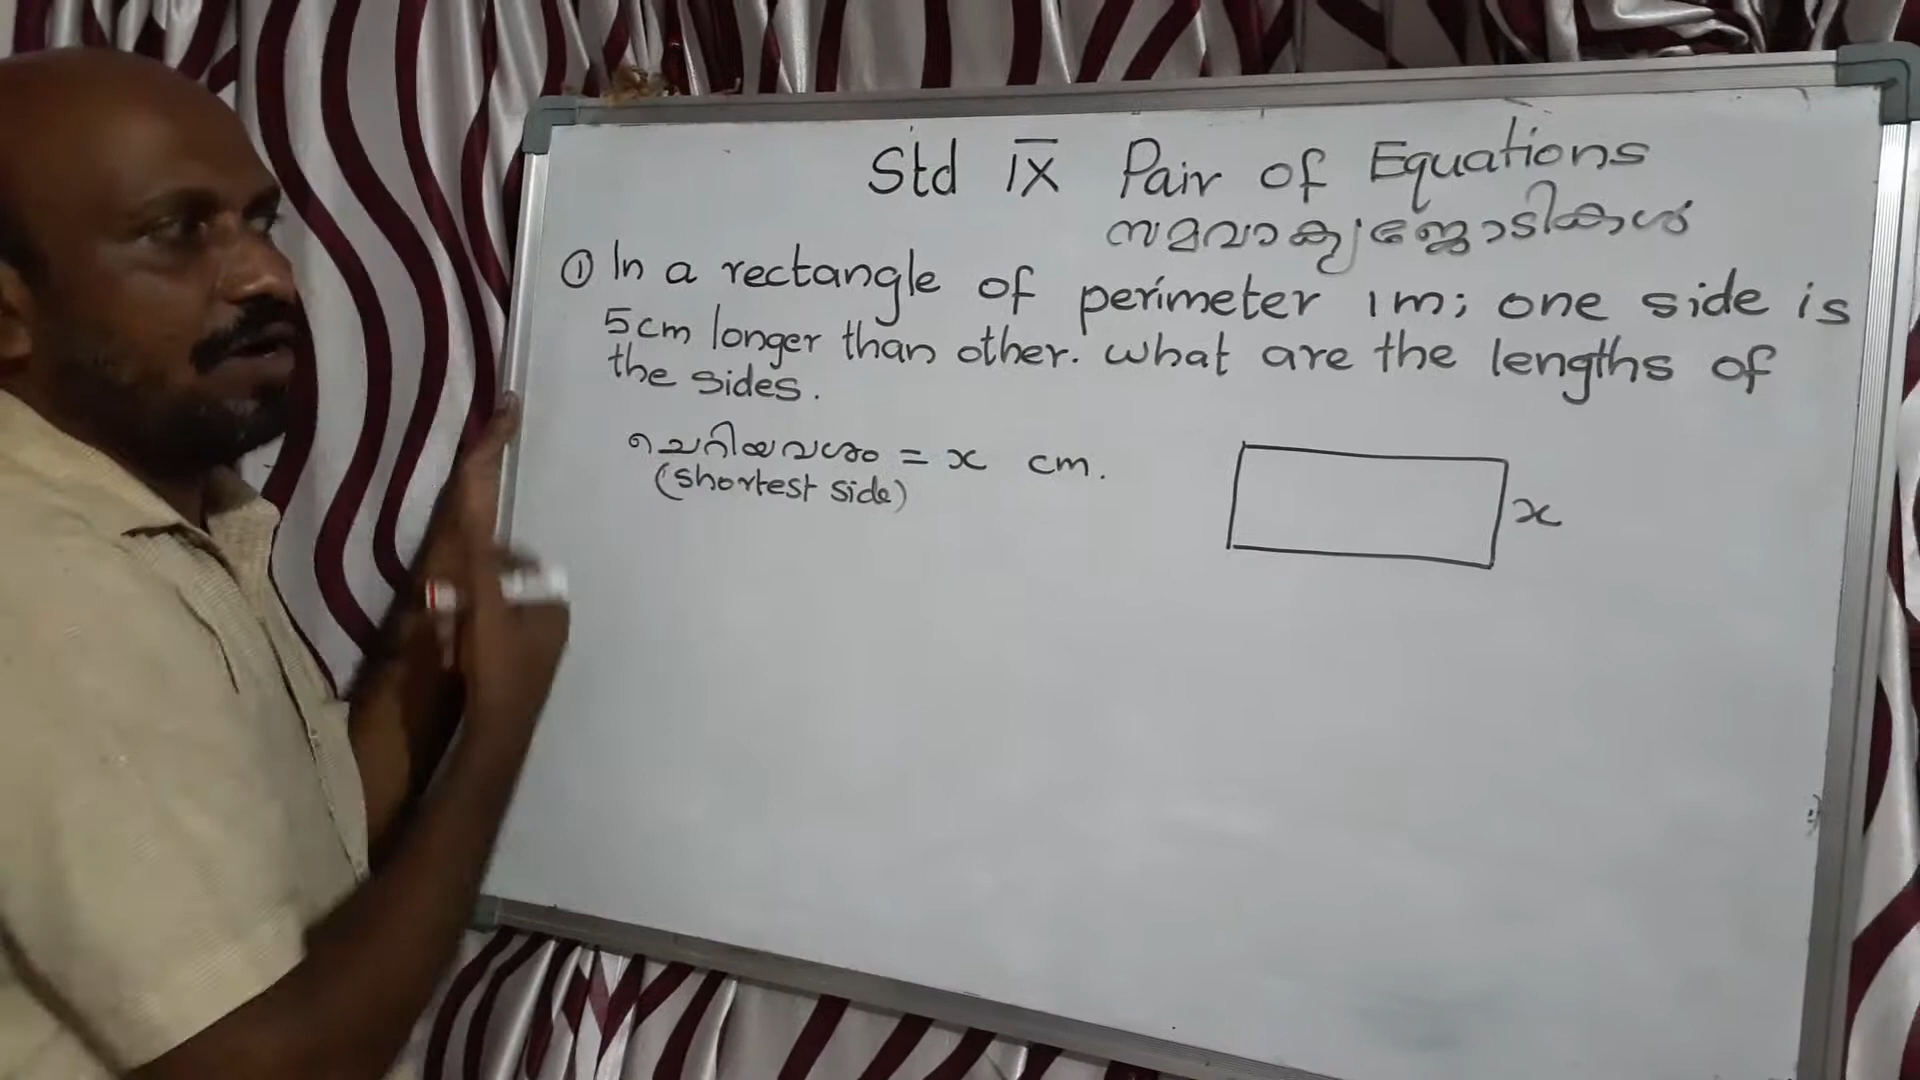 Std IX Pair of Equations
സമവാക്യജോടികൾ
① In a rectangle of perimeter 1m; one side is
5cm longer than other. What are the lengths of
the sides.
ചെറിയവശം = x cm.
(shortest side)
x